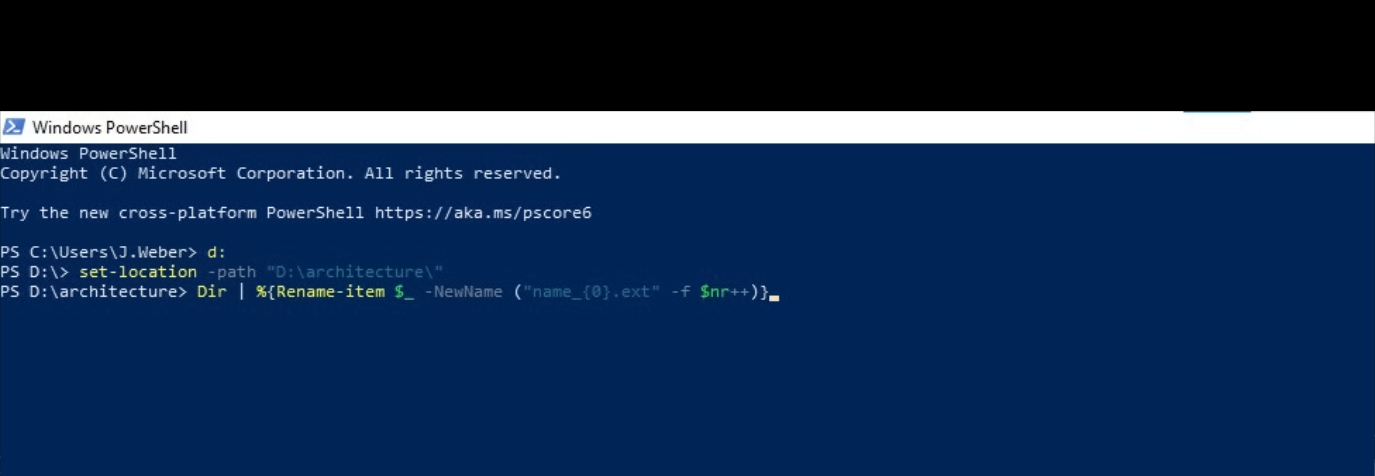 Windows PowerShell
Windows PowerShell
Copyright (C) Microsoft Corporation. All rights reserved.
Try the new cross-platform PowerShell https://aka.ms/pscore6
PS C:\Users\J.Weber> d:
PS D:\> set-location -path "D:\architecture\"
PS D:\architecture> Dir | %{Rename-item $_ -NewName ("name_{0}.ext" -f $nr++)}